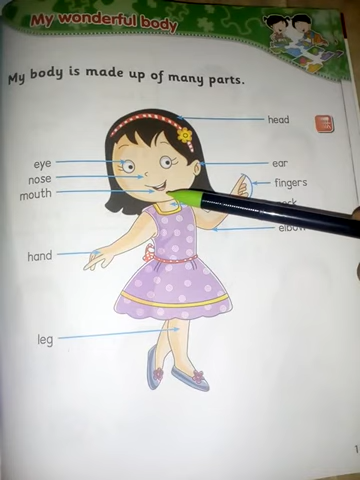 My wonderful body
My body is made up of many parts.
head
eye
ear
nose
fingers
mouth
hand
leg
1